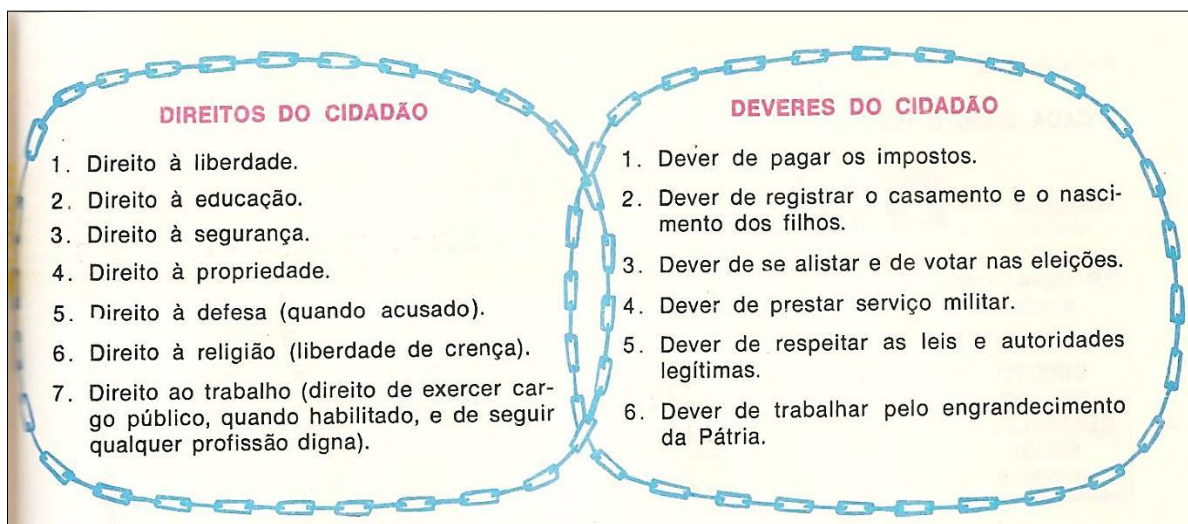 DIREITOS DO CIDADÃO
1. Direito à liberdade.
2. Direito à educação.
3. Direito à segurança.
4. Direito à propriedade.
5. Direito à defesa (quando acusado).
6. Direito à religião (liberdade de crença).
7. Direito ao trabalho (direito de exercer car-
go público, quando habilitado, e de seguir
qualquer profissão digna).
DEVERES DO CIDADÃO
1. Dever de pagar os impostos.
2. Dever de registrar o casamento e o nasci-
mento dos filhos.
3. Dever de se alistar e de votar nas eleições.
4. Dever de prestar serviço militar.
5. Dever de respeitar as leis e autoridades
legítimas.
6. Dever de trabalhar pelo engrandecimento
da Pátria.